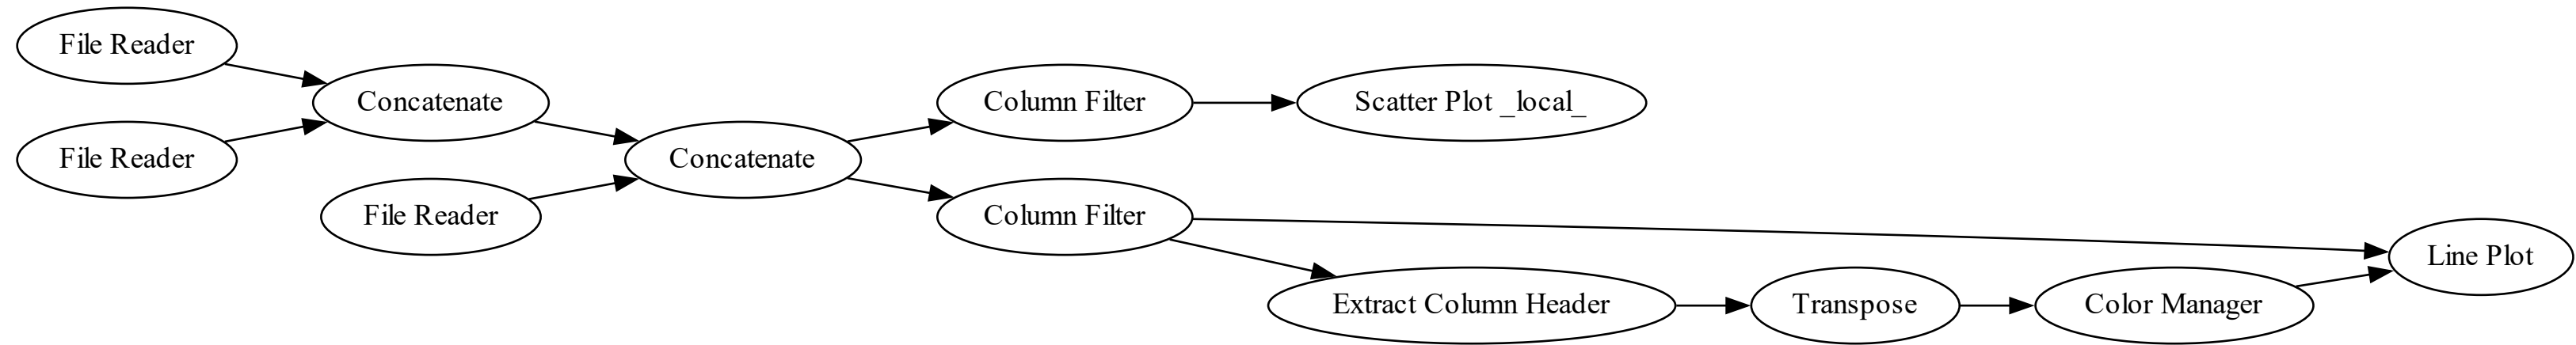 File Reader
Concatenate
File Reader
Concatenate
File Reader
Column Filter
Scatter Plot _local_
Column Filter
Line Plot
Extract Column Header
Transpose
Color Manager